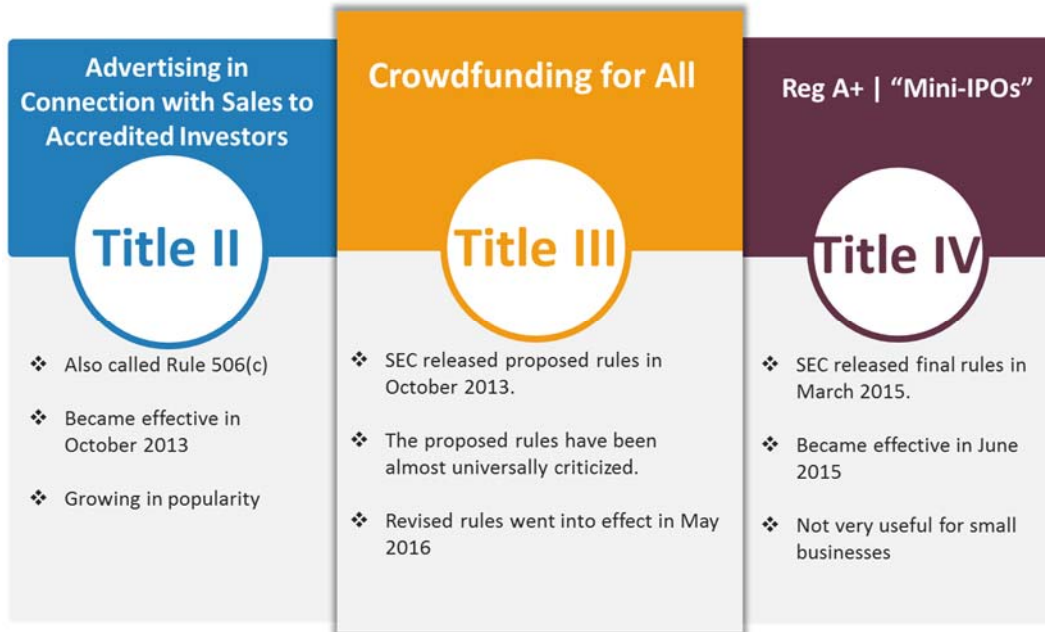 Advertising in
Connection with Sales to
Accredited Investors
Title II
❖ Also called Rule 506(c)
❖ Became effective in
October 2013
❖ Growing in popularity
Crowdfunding for All
Title III
❖ SEC released proposed rules in
October 2013.
❖ The proposed rules have been
almost universally criticized.
❖ Revised rules went into effect in May
2016
Reg A+ | “Mini-IPOs”
Title IV
❖ SEC released final rules in
March 2015.
❖ Became effective in June
2015
❖ Not very useful for small
businesses